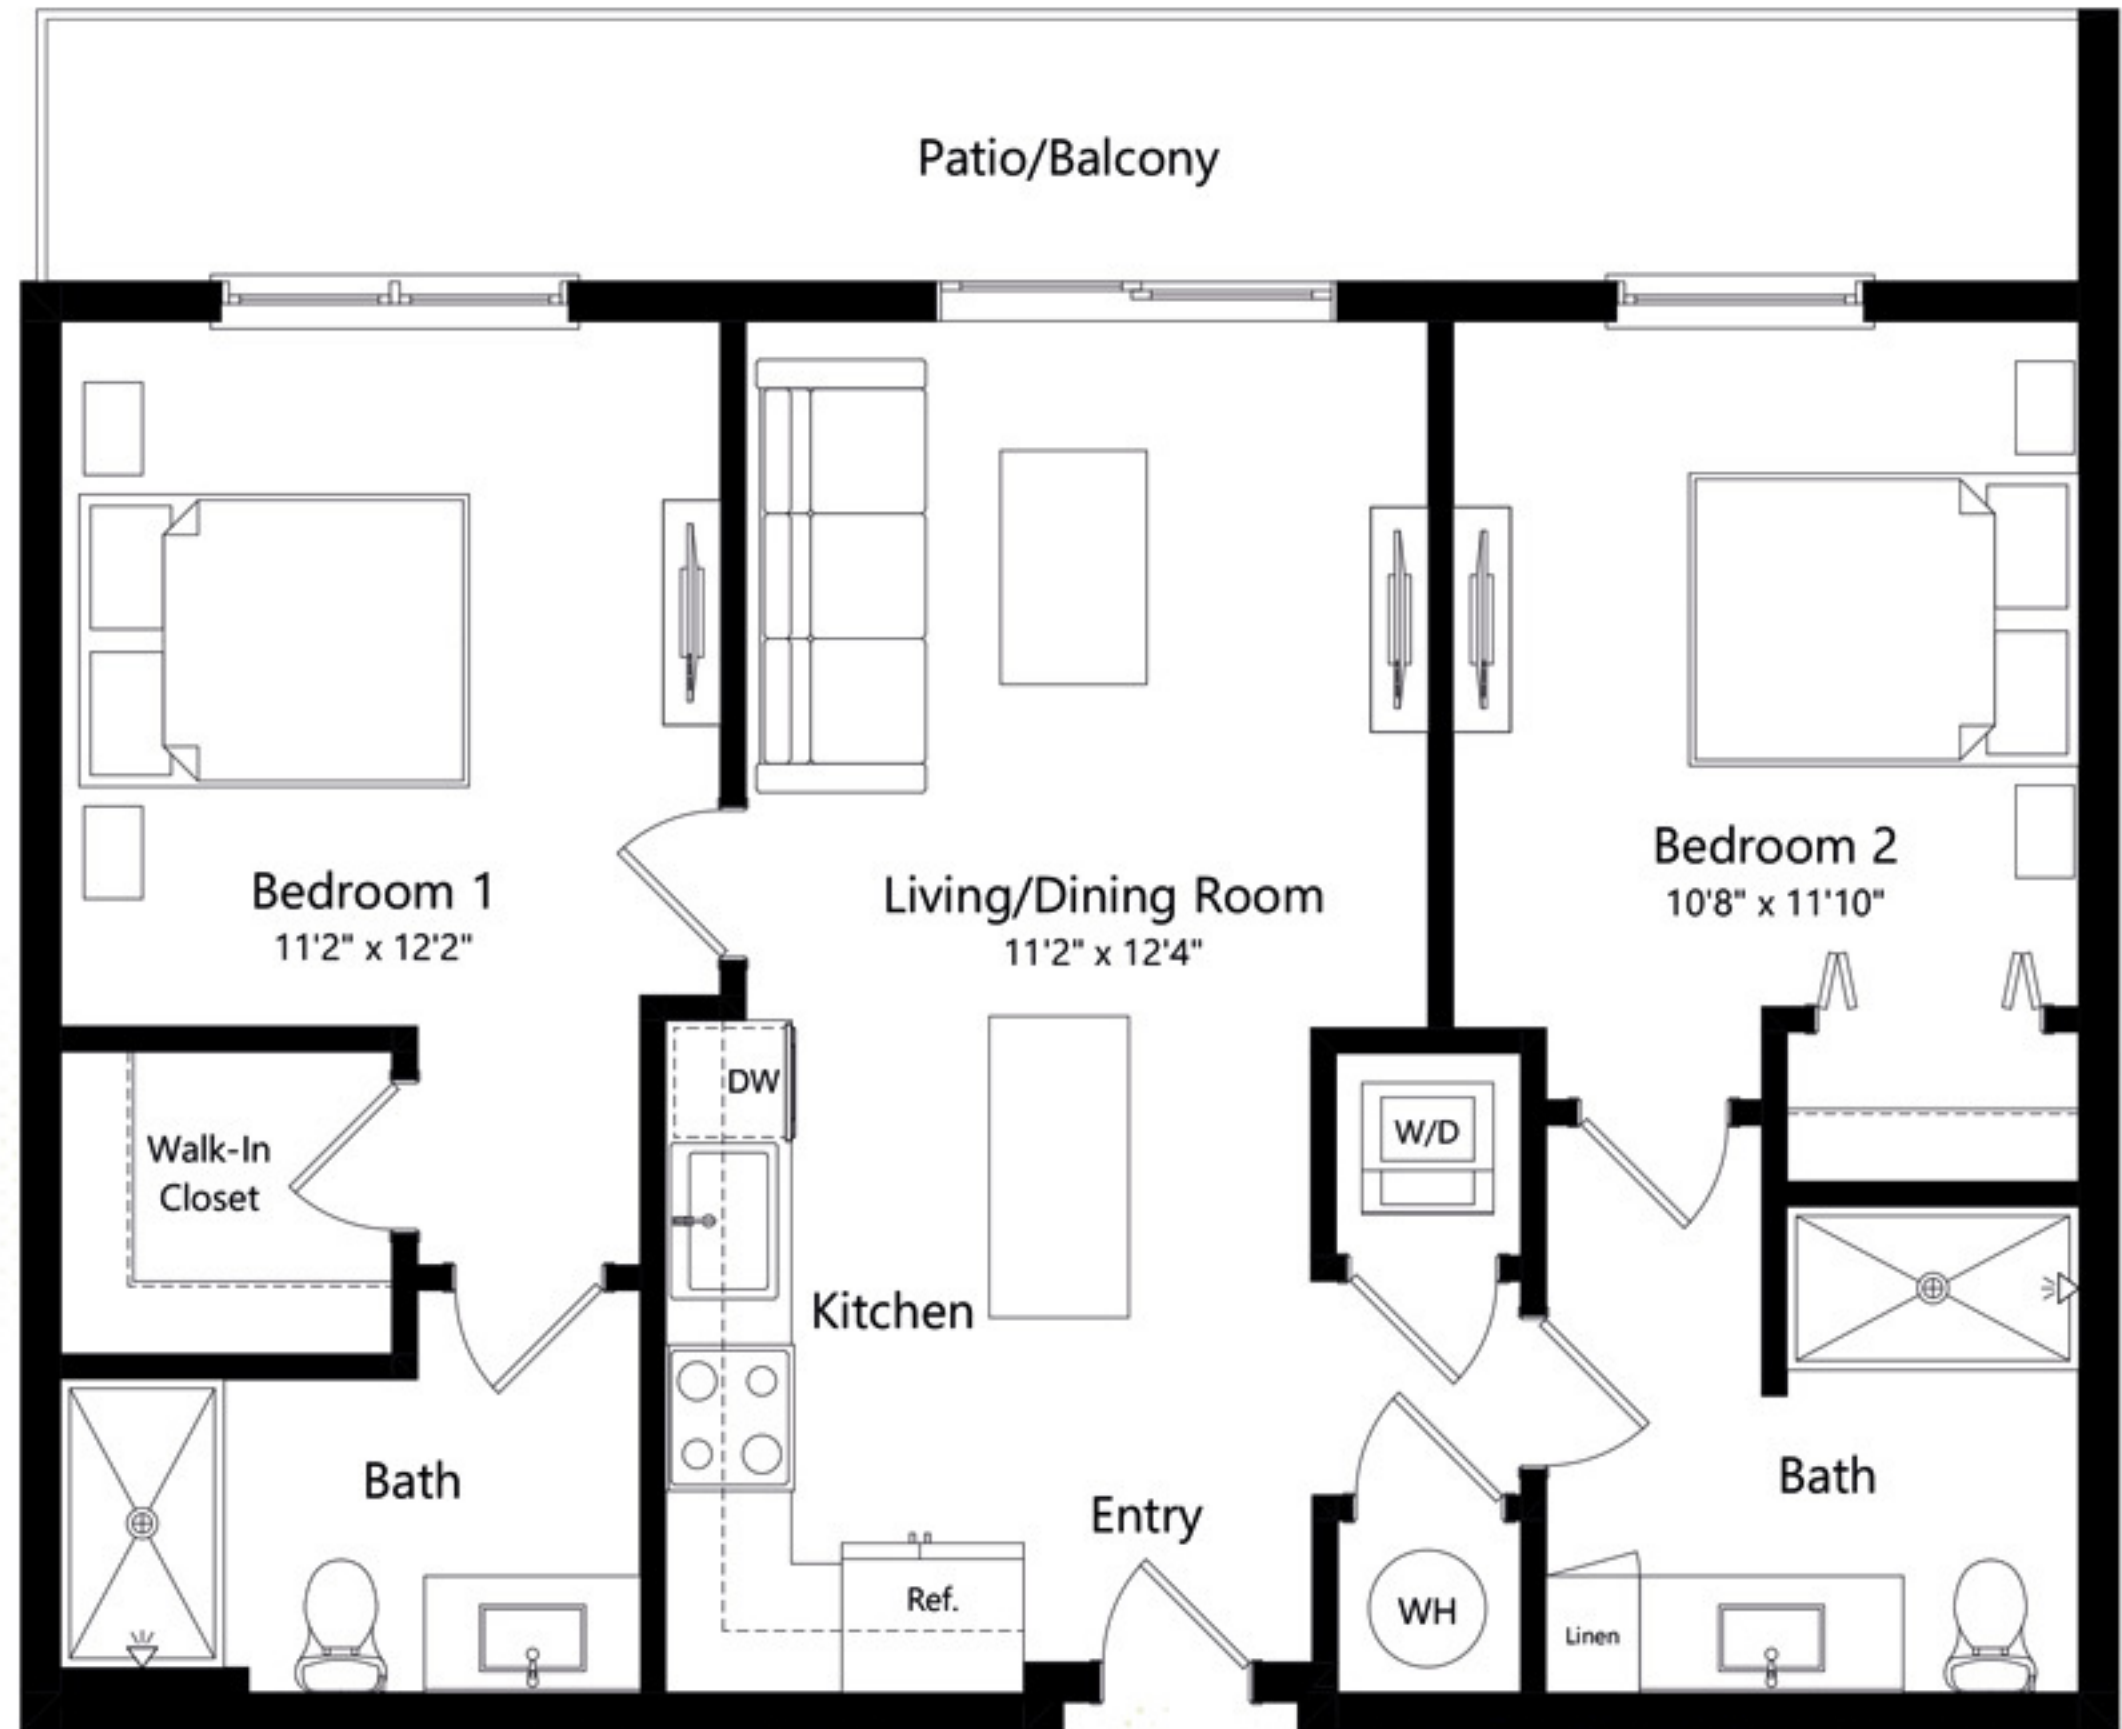 Patio/Balcony
Bedroom 1
11'2" x 12'2"
Living/Dining Room
11'2" x 12'4"
Bedroom 2
10'8" x 11'10"
DW
W/D
Walk-In
Closet
Kitchen
Bath
Entry
Bath
Ref.
WH
Linen